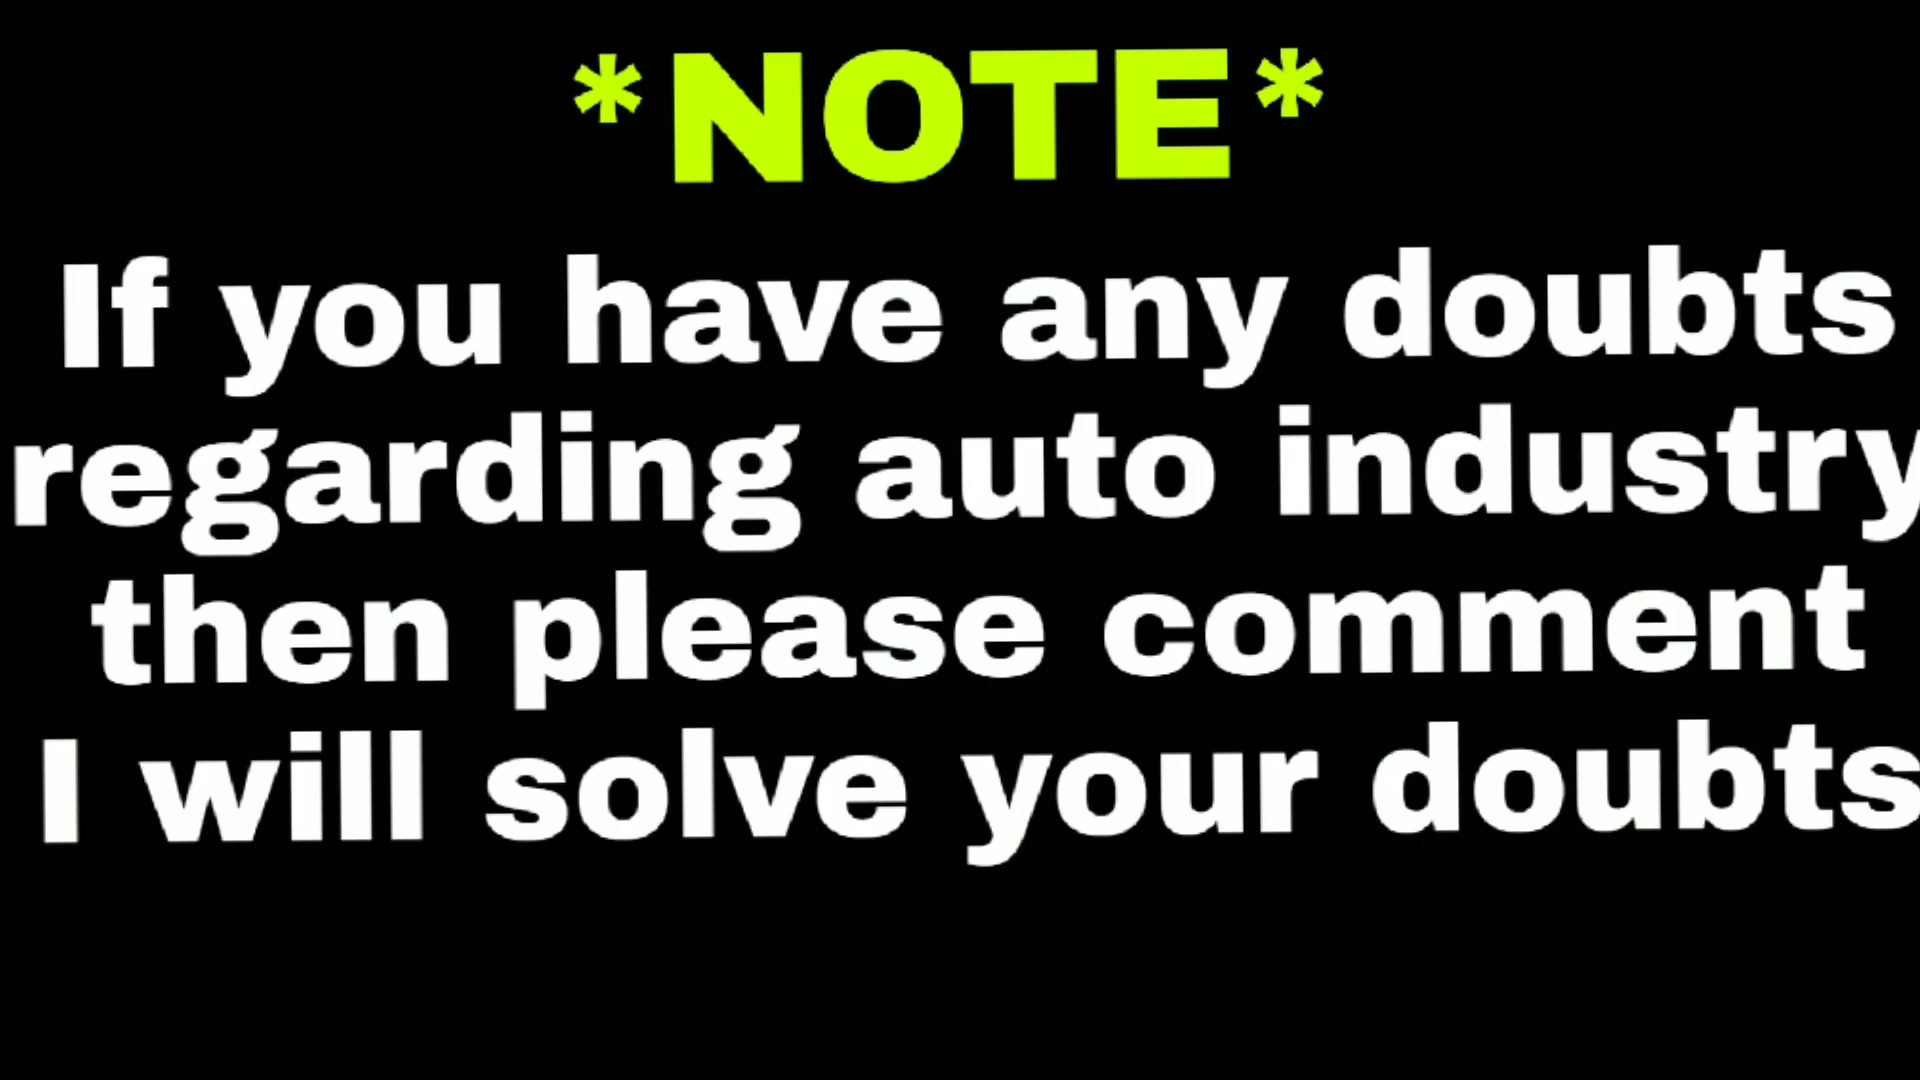 *NOTE*
If you have any doubts
regarding auto industry
then please comment
I will solve your doubts